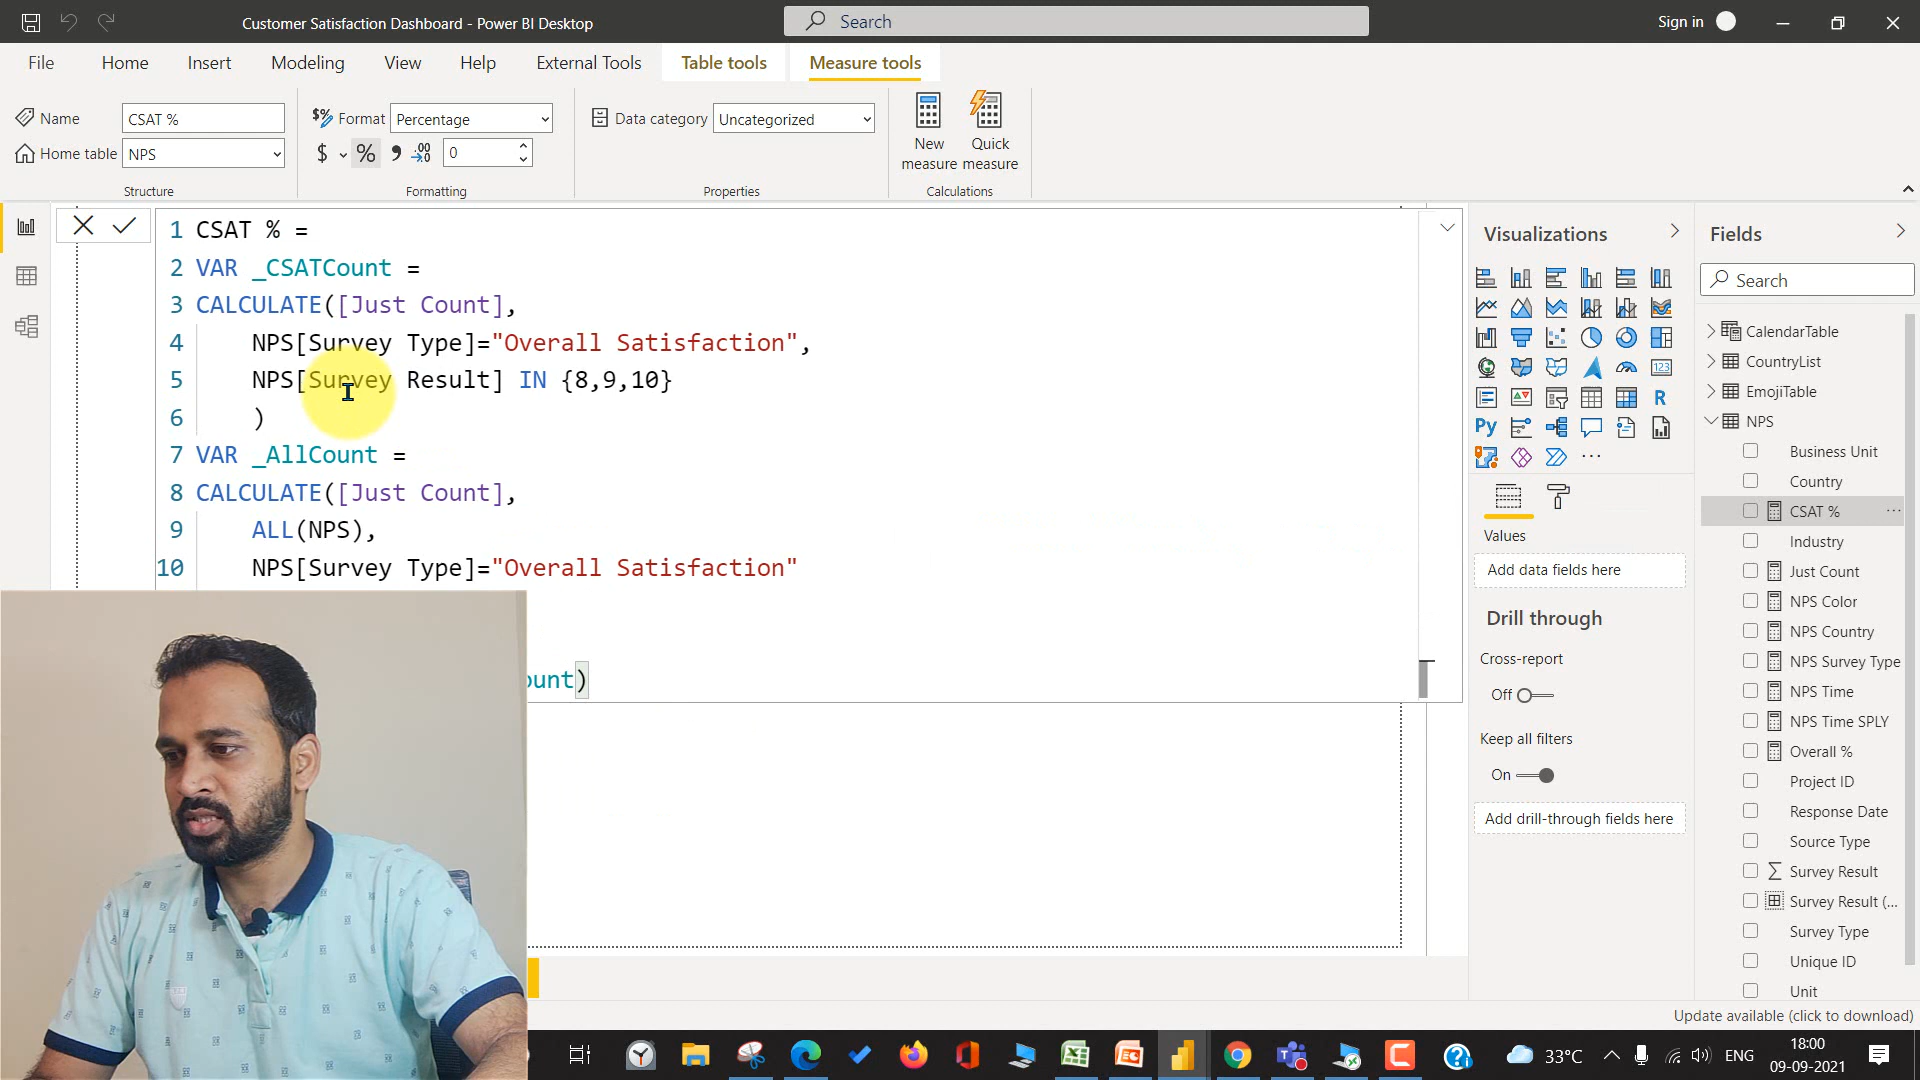 Customer Satisfaction Dashboard - Power BI Desktop
Search
Sign in
File
Home
Insert
Modeling
View
Help
External Tools
Table tools
Measure tools
Name
CSAT %
Format
Percentage
Data category
Uncategorized
New measure
Quick measure
Home table
NPS
$
%
,
.00
0
Structure
Formatting
Properties
Calculations
1 CSAT % =
2 VAR _CSATCount =
3 CALCULATE([Just Count],
4 NPS[Survey Type]="Overall Satisfaction",
5 NPS[Survey Result] IN {8,9,10}
6 )
7 VAR _AllCount =
8 CALCULATE([Just Count],
9 ALL(NPS),
10 NPS[Survey Type]="Overall Satisfaction"
ount)
Visualizations
R
Py
...
Values
Add data fields here
Drill through
Cross-report
Off
Keep all filters
On
Add drill-through fields here
Fields
Search
CalendarTable
CountryList
EmojiTable
NPS
Business Unit
Country
CSAT %
...
Industry
Just Count
NPS Color
NPS Country
NPS Survey Type
NPS Time
NPS Time SPLY
Overall %
Project ID
Response Date
Source Type
Survey Result
Survey Result (...
Survey Type
Unique ID
Unit
Update available (click to download)
33°C
ENG
18:00
09-09-2021